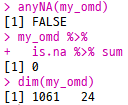 > anyNA(my_omd)
[1] FALSE
> my_omd %>%
+   is.na %>% sum
[1] 0
> dim(my_omd)
[1] 1061   24